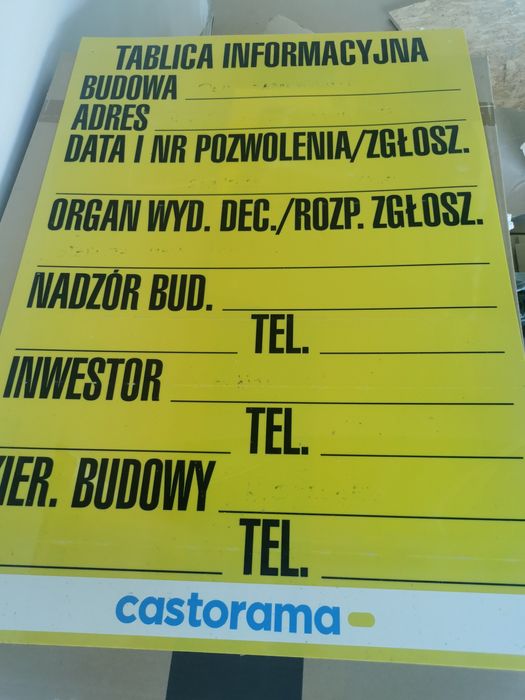 TABLICA INFORMACYJNA
BUDOWA
ADRES
DATA I NR POZWOLENIA/ZGŁOSZ.
ORGAN WYD. DEC./ROZP. ZGŁOSZ.
NADZÓR BUD.
TEL.
INWESTOR
TEL.
KIER. BUDOWY
TEL.
castorama